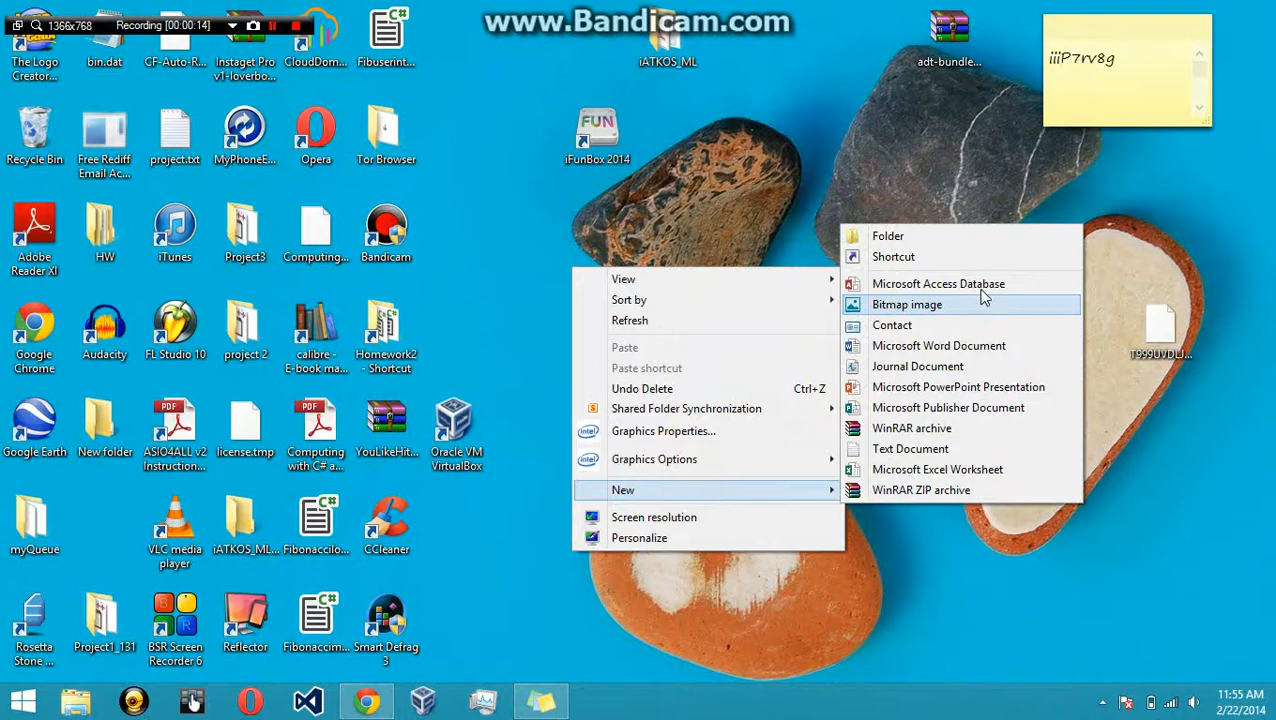 1366x768 Recording [00:00:14]
www.Bandicam.com
The Logo
Creator...
bin.dat
CF-Auto-R...
Instaget Pro
v1-loverbo...
CloudDom...
Fibuserint...
iATKOS_ML
adt-bundle...
iiiP7rv8g
Recycle Bin
Free Rediff
Email Ac...
project.txt
MyPhoneE...
Opera
Tor Browser
FUN
iFunBox 2014
Adobe
Reader XI
HW
iTunes
Project3
Computing...
Bandicam
Google
Chrome
Audacity
FL Studio 10
project 2
calibre -
E-book ma...
Homework2
- Shortcut
T999UVDLJ...
Google Earth
New folder
PDF
ASIO4ALL v2
Instruction...
license.tmp
PDF
Computing
with C# a...
YouLikeHit...
Oracle VM
VirtualBox
myQueue
VLC media
player
iATKOS_ML...
Fibonaccilo...
CCleaner
Rosetta
Stone ...
Project1_131
BSR Screen
Recorder 6
Reflector
Fibonaccim...
Smart Defrag
3
View
Sort by
Refresh
Paste
Paste shortcut
Undo Delete Ctrl+Z
Shared Folder Synchronization
Graphics Properties...
Graphics Options
New
Screen resolution
Personalize
Folder
Shortcut
Microsoft Access Database
Bitmap image
Contact
Microsoft Word Document
Journal Document
Microsoft PowerPoint Presentation
Microsoft Publisher Document
WinRAR archive
Text Document
Microsoft Excel Worksheet
WinRAR ZIP archive
11:55 AM
2/22/2014